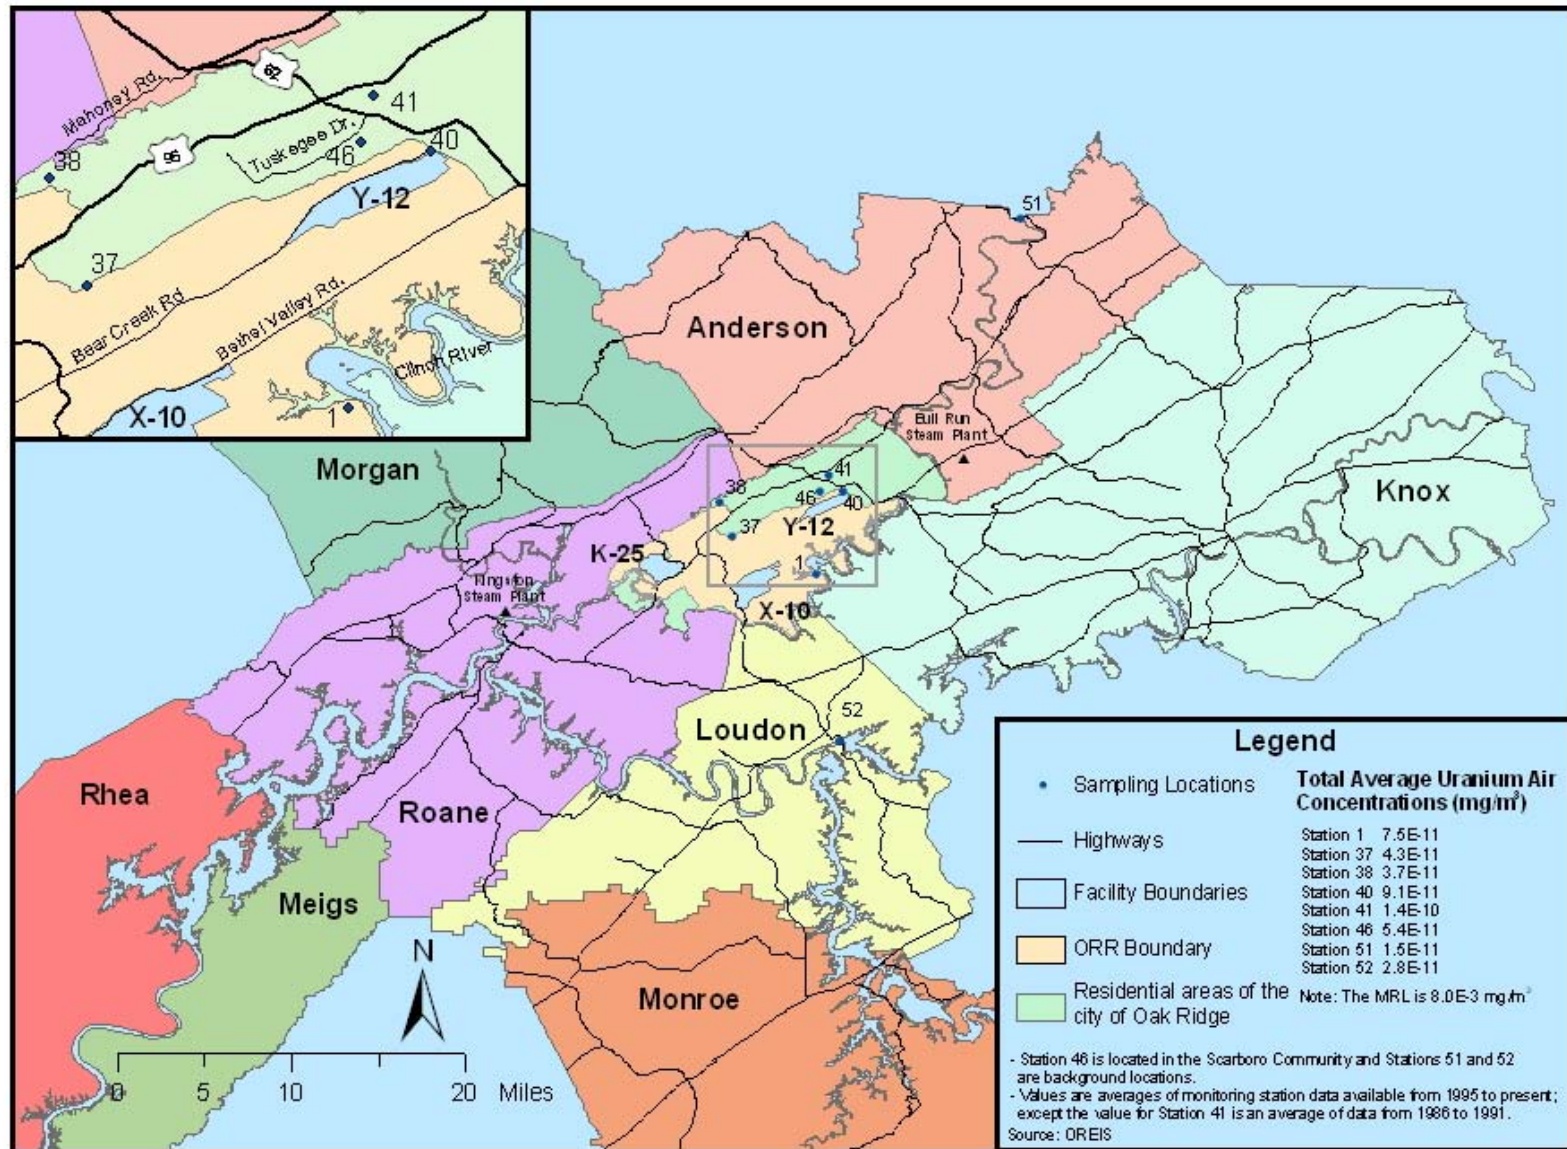 Mahoney Rd.
62
41
Tuskegee Dr.
40
46
95
38
Y-12
37
Bear Creek Rd
Bethel Valley Rd.
Clinch River
X-10
1
51
Anderson
Bull Run
Steam Plant
Morgan
41
38
46
40
Knox
37
Y-12
K-25
1
Kingston
Steam Plant
X-10
52
Loudon
Rhea
Roane
Meigs
Monroe
N
0 5 10 20 Miles
Legend
Sampling Locations
Highways
Facility Boundaries
ORR Boundary
Residential areas of the
city of Oak Ridge
Total Average Uranium Air
Concentrations (mg/m³)
Station 1 7.5E-11
Station 37 4.3E-11
Station 38 3.7E-11
Station 40 9.1E-11
Station 41 1.4E-10
Station 46 5.4E-11
Station 51 1.5E-11
Station 52 2.8E-11
Note: The MRL is 8.0E-3 mg/m³
- Station 46 is located in the Scarboro Community and Stations 51 and 52
are background locations.
- Values are averages of monitoring station data available from 1995 to present;
except the value for Station 41 is an average of data from 1986 to 1991.
Source: OREIS